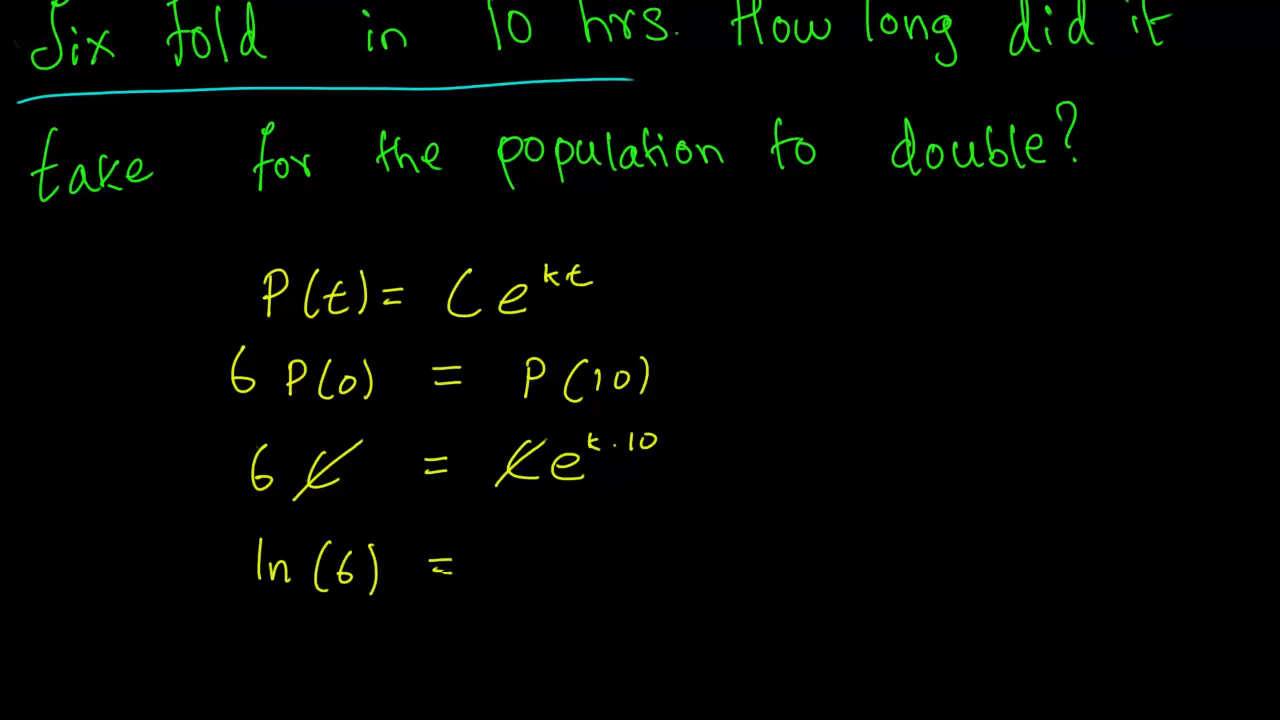 Six fold in 10 hrs. How long did it
take for the population to double?
P(t) = C e^{kt}
6 P(0) = P(10)
6 C = C e^{k·10}
ln(6) =